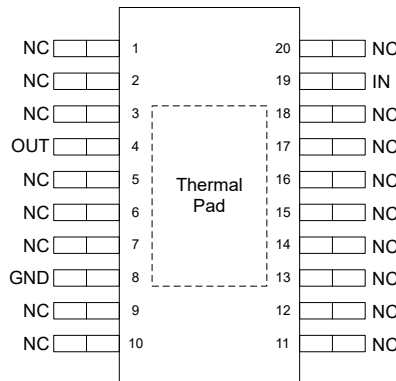 NC 1 20 NC
NC 2 19 IN
NC 3 18 NC
OUT 4 17 NC
NC 5 16 NC
NC 6 15 NC
NC 7 14 NC
GND 8 13 NC
NC 9 12 NC
NC 10 11 NC
Thermal
Pad